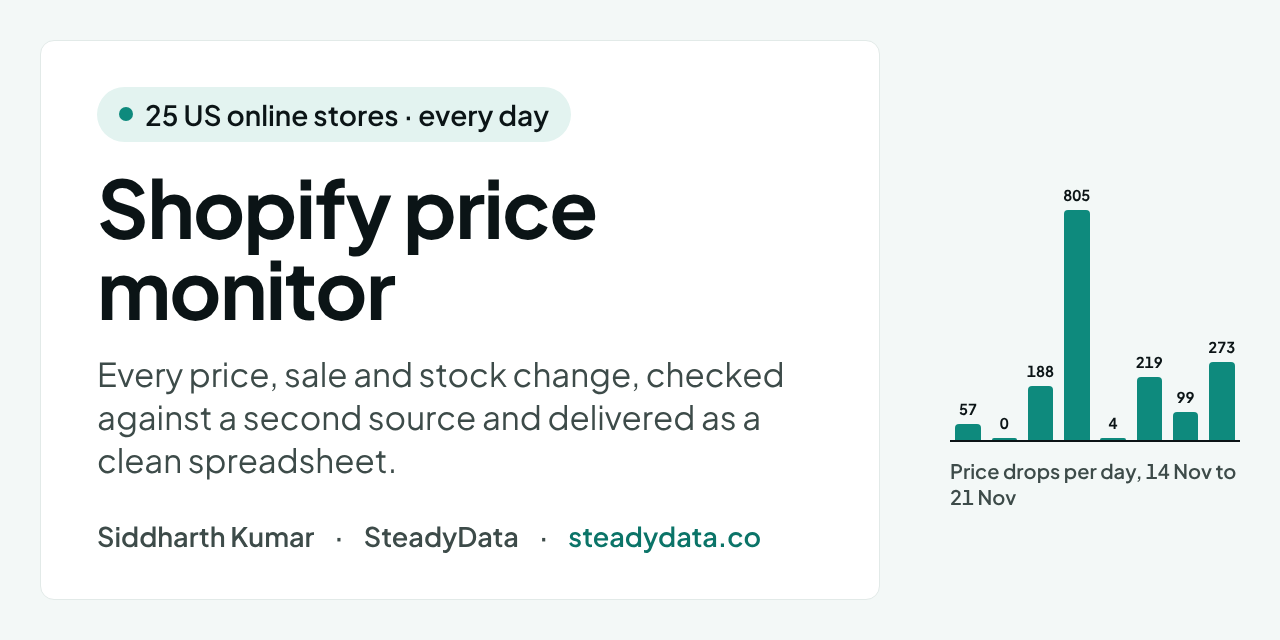 25 US online stores · every day
Shopify price
monitor
Every price, sale and stock change, checked
against a second source and delivered as a
clean spreadsheet.
Siddharth Kumar · SteadyData · steadydata.co
57
0
188
805
4
219
99
273
Price drops per day, 14 Nov to
21 Nov